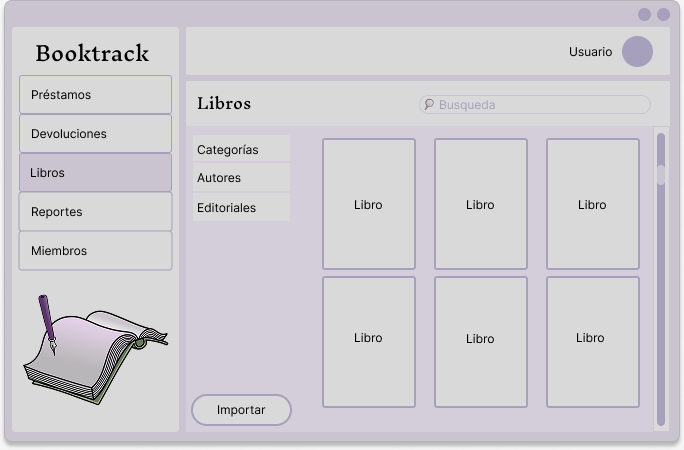 Booktrack
Préstamos
Devoluciones
Libros
Reportes
Miembros
Usuario
Libros
Busqueda
Categorías
Autores
Editoriales
Importar
Libro
Libro
Libro
Libro
Libro
Libro